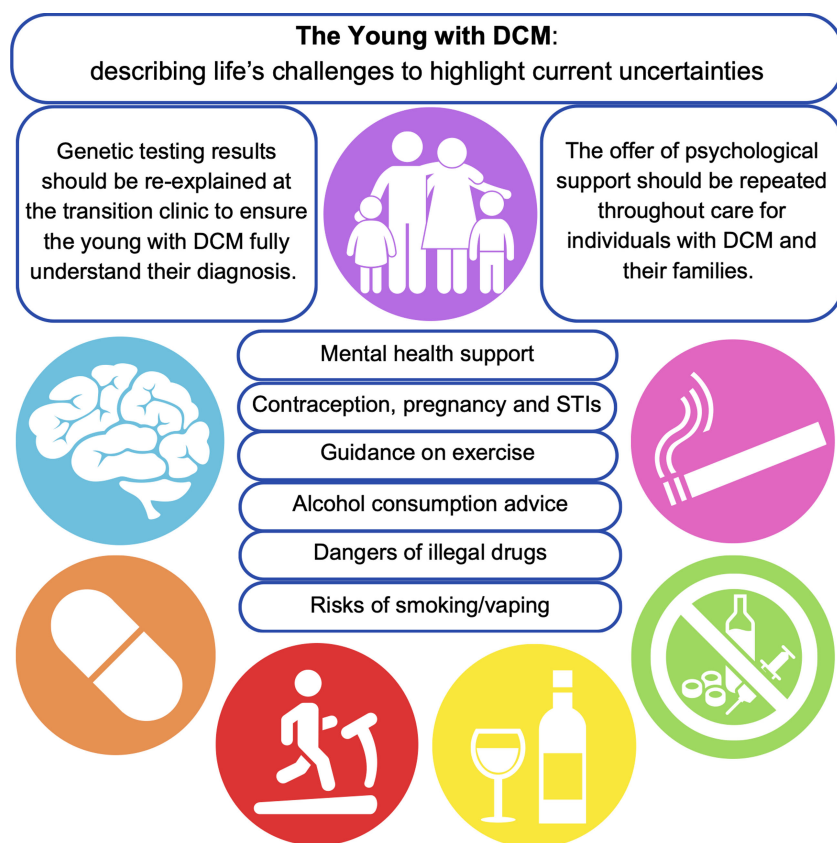 The Young with DCM:
describing life's challenges to highlight current uncertainties
Genetic testing results
should be re-explained at
the transition clinic to ensure
the young with DCM fully
understand their diagnosis.
The offer of psychological
support should be repeated
throughout care for
individuals with DCM and
their families.
Mental health support
Contraception, pregnancy and STIs
Guidance on exercise
Alcohol consumption advice
Dangers of illegal drugs
Risks of smoking/vaping